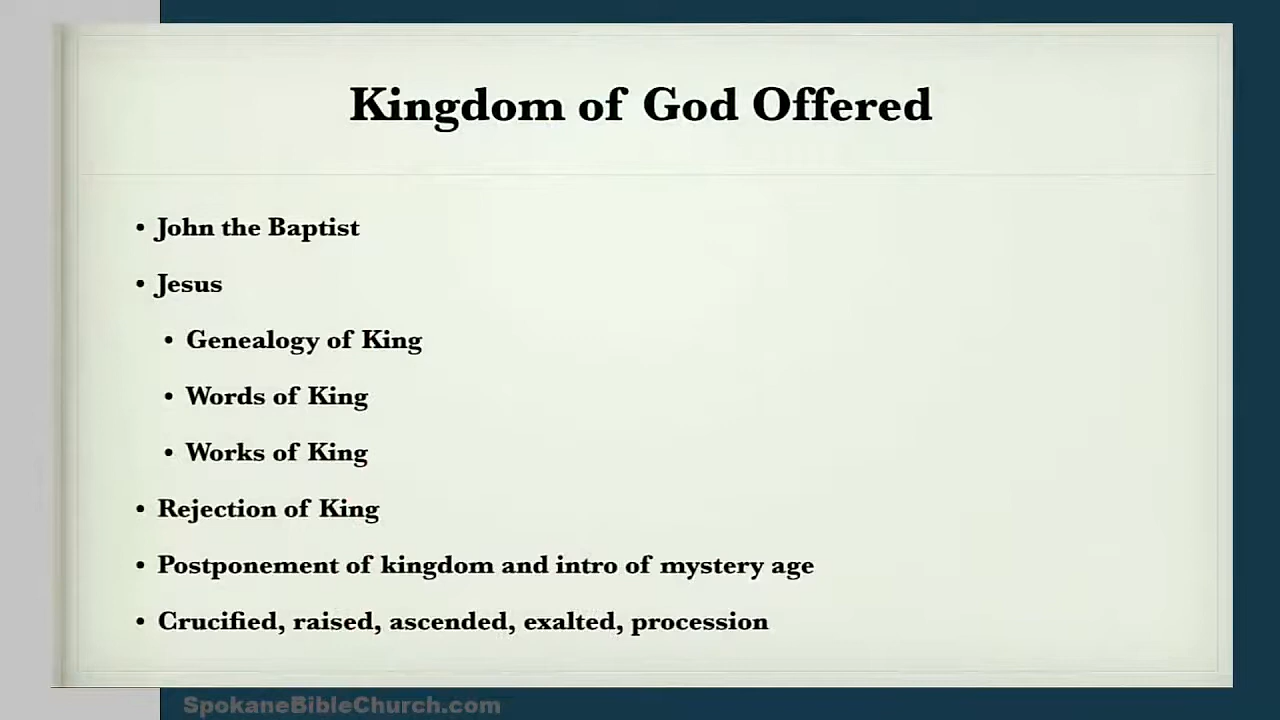 Kingdom of God Offered
• John the Baptist
• Jesus
• Genealogy of King
• Words of King
• Works of King
• Rejection of King
• Postponement of kingdom and intro of mystery age
• Crucified, raised, ascended, exalted, procession
SpokaneBibleChurch.com